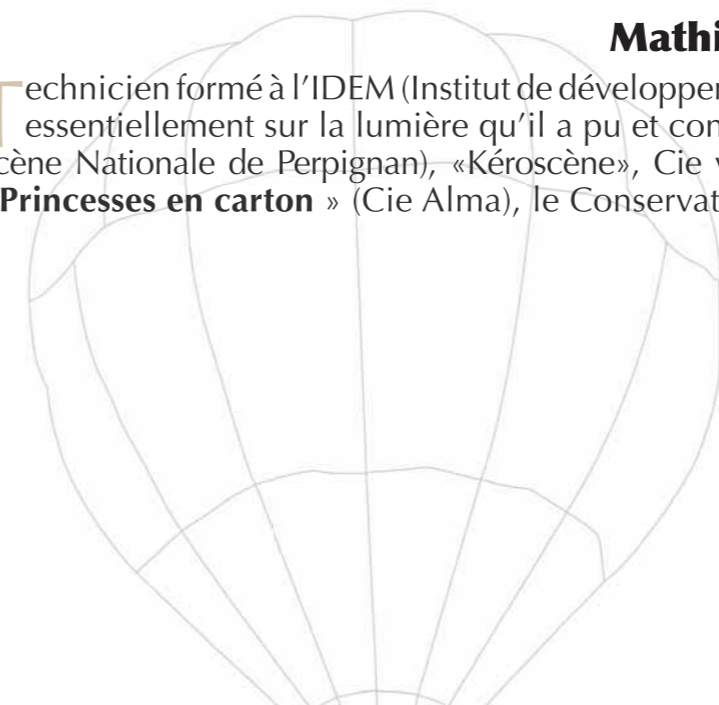 Mathi
Technicien formé à l’IDEM (Institut de développer
essentiellement sur la lumière qu’il a pu et con
cène Nationale de Perpignan), «Kéroscène», Cie
Princesses en carton » (Cie Alma), le Conservat